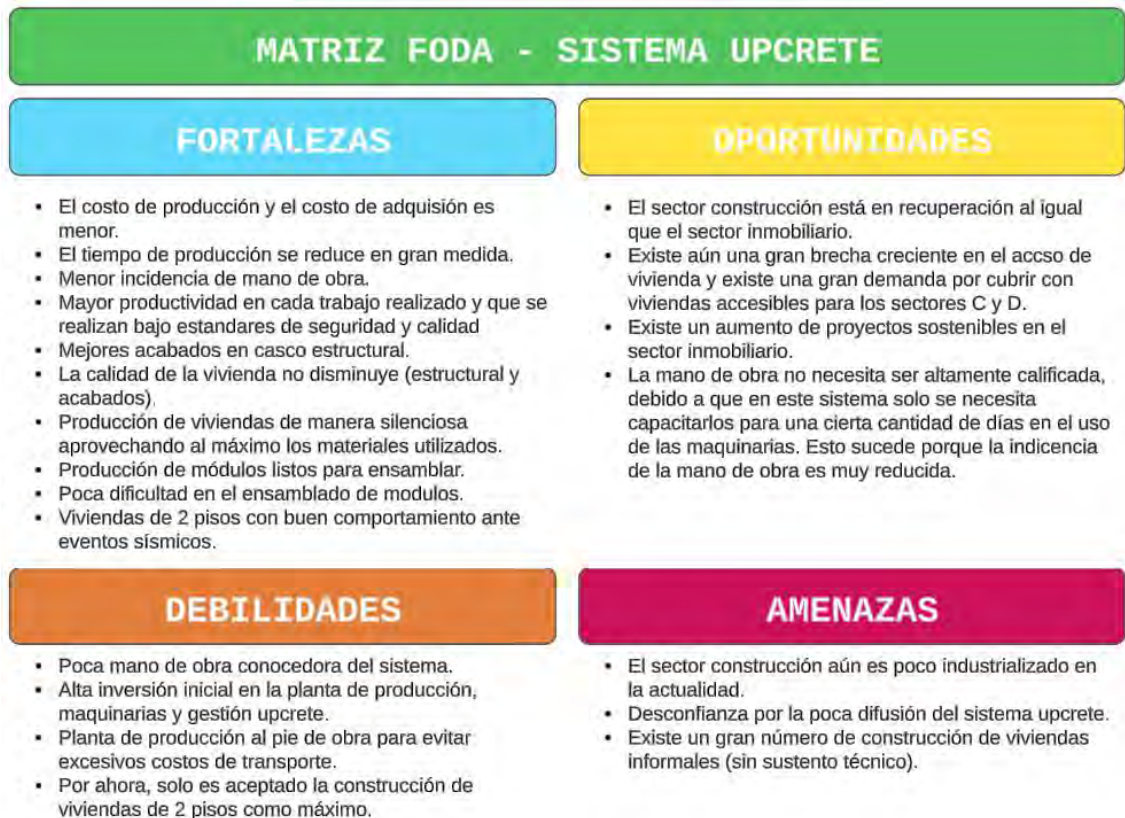 MATRIZ FODA - SISTEMA UPCRETE
FORTALEZAS
▪ El costo de producción y el costo de adquisión es
menor.
▪ El tiempo de producción se reduce en gran medida.
▪ Menor incidencia de mano de obra.
▪ Mayor productividad en cada trabajo realizado y que se
realizan bajo estandares de seguridad y calidad
▪ Mejores acabados en casco estructural.
▪ La calidad de la vivienda no disminuye (estructural y
acabados)
▪ Producción de viviendas de manera silenciosa
aprovechando al máximo los materiales utilizados.
▪ Producción de módulos listos para ensamblar.
▪ Poca dificultad en el ensamblado de modulos.
▪ Viviendas de 2 pisos con buen comportamiento ante
eventos sísmicos.
OPORTUNIDADES
• El sector construcción está en recuperación al igual
que el sector inmobiliario.
• Existe aún una gran brecha creciente en el accso de
vivienda y existe una gran demanda por cubrir con
viviendas accesibles para los sectores C y D.
• Existe un aumento de proyectos sostenibles en el
sector inmobiliario.
• La mano de obra no necesita ser altamente calificada,
debido a que en este sistema solo se necesita
capacitarlos para una cierta cantidad de días en el uso
de las maquinarias. Esto sucede porque la indicencia
de la mano de obra es muy reducida.
DEBILIDADES
▪ Poca mano de obra conocedora del sistema.
▪ Alta inversión inicial en la planta de producción,
maquinarias y gestión upcrete.
▪ Planta de producción al pie de obra para evitar
excesivos costos de transporte.
▪ Por ahora, solo es aceptado la construcción de
viviendas de 2 pisos como máximo.
AMENAZAS
• El sector construcción aún es poco industrializado en
la actualidad.
• Desconfianza por la poca difusión del sistema upcrete.
• Existe un gran número de construcción de viviendas
informales (sin sustento técnico).